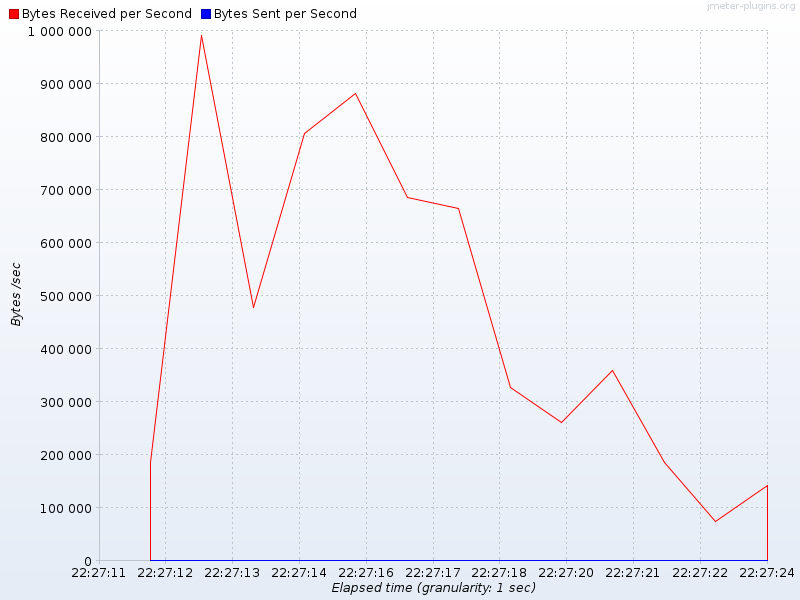 jmeter-plugins.org
Bytes Received per Second Bytes Sent per Second
1 000 000
900 000
800 000
700 000
600 000
500 000
400 000
300 000
200 000
100 000
0
Bytes /sec
22:27:11 22:27:12 22:27:13 22:27:14 22:27:16 22:27:17 22:27:18 22:27:20 22:27:21 22:27:22 22:27:24
Elapsed time (granularity: 1 sec)